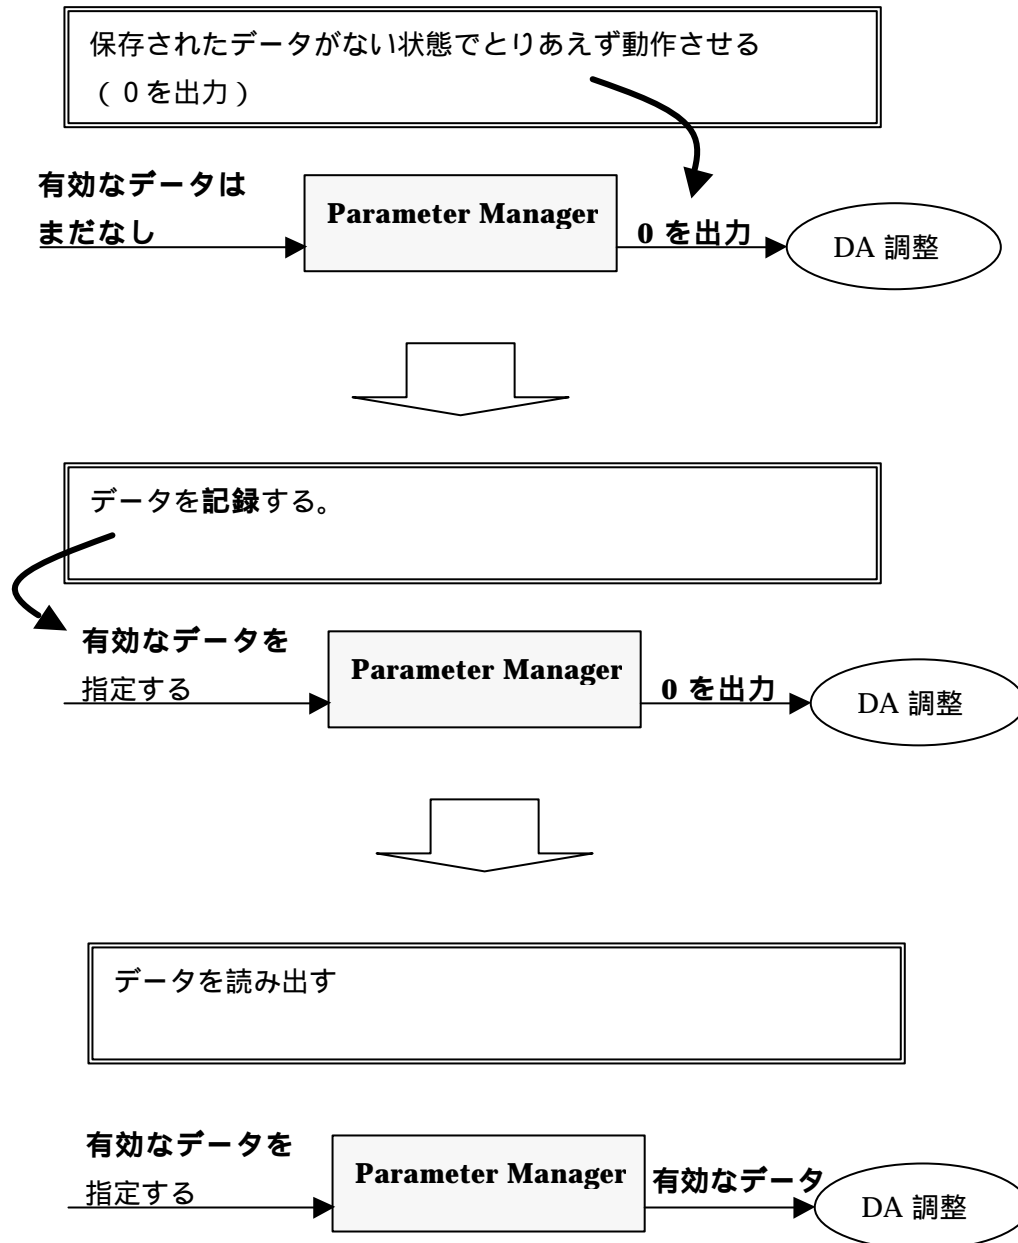 保存されたデータがない状態でとりあえず動作させる
（０を出力）
有効なデータは
まだなし
Parameter Manager
0 を出力
DA 調整
データを記録する。
有効なデータを
指定する
Parameter Manager
0 を出力
DA 調整
データを読み出す
有効なデータを
指定する
Parameter Manager
有効なデータ
DA 調整